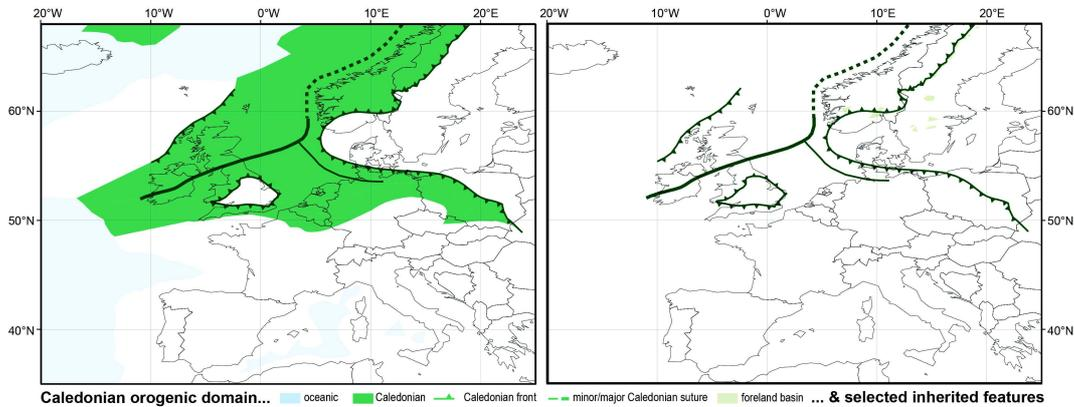 20°W 10°W 0°W 10°E 20°E 20°W 10°W 0°W 10°E 20°E
60°N 60°N
50°N 50°N
40°N 40°N
Caledonian orogenic domain... oceanic Caledonian Caledonian front minor/major Caledonian suture foreland basin ... & selected inherited features